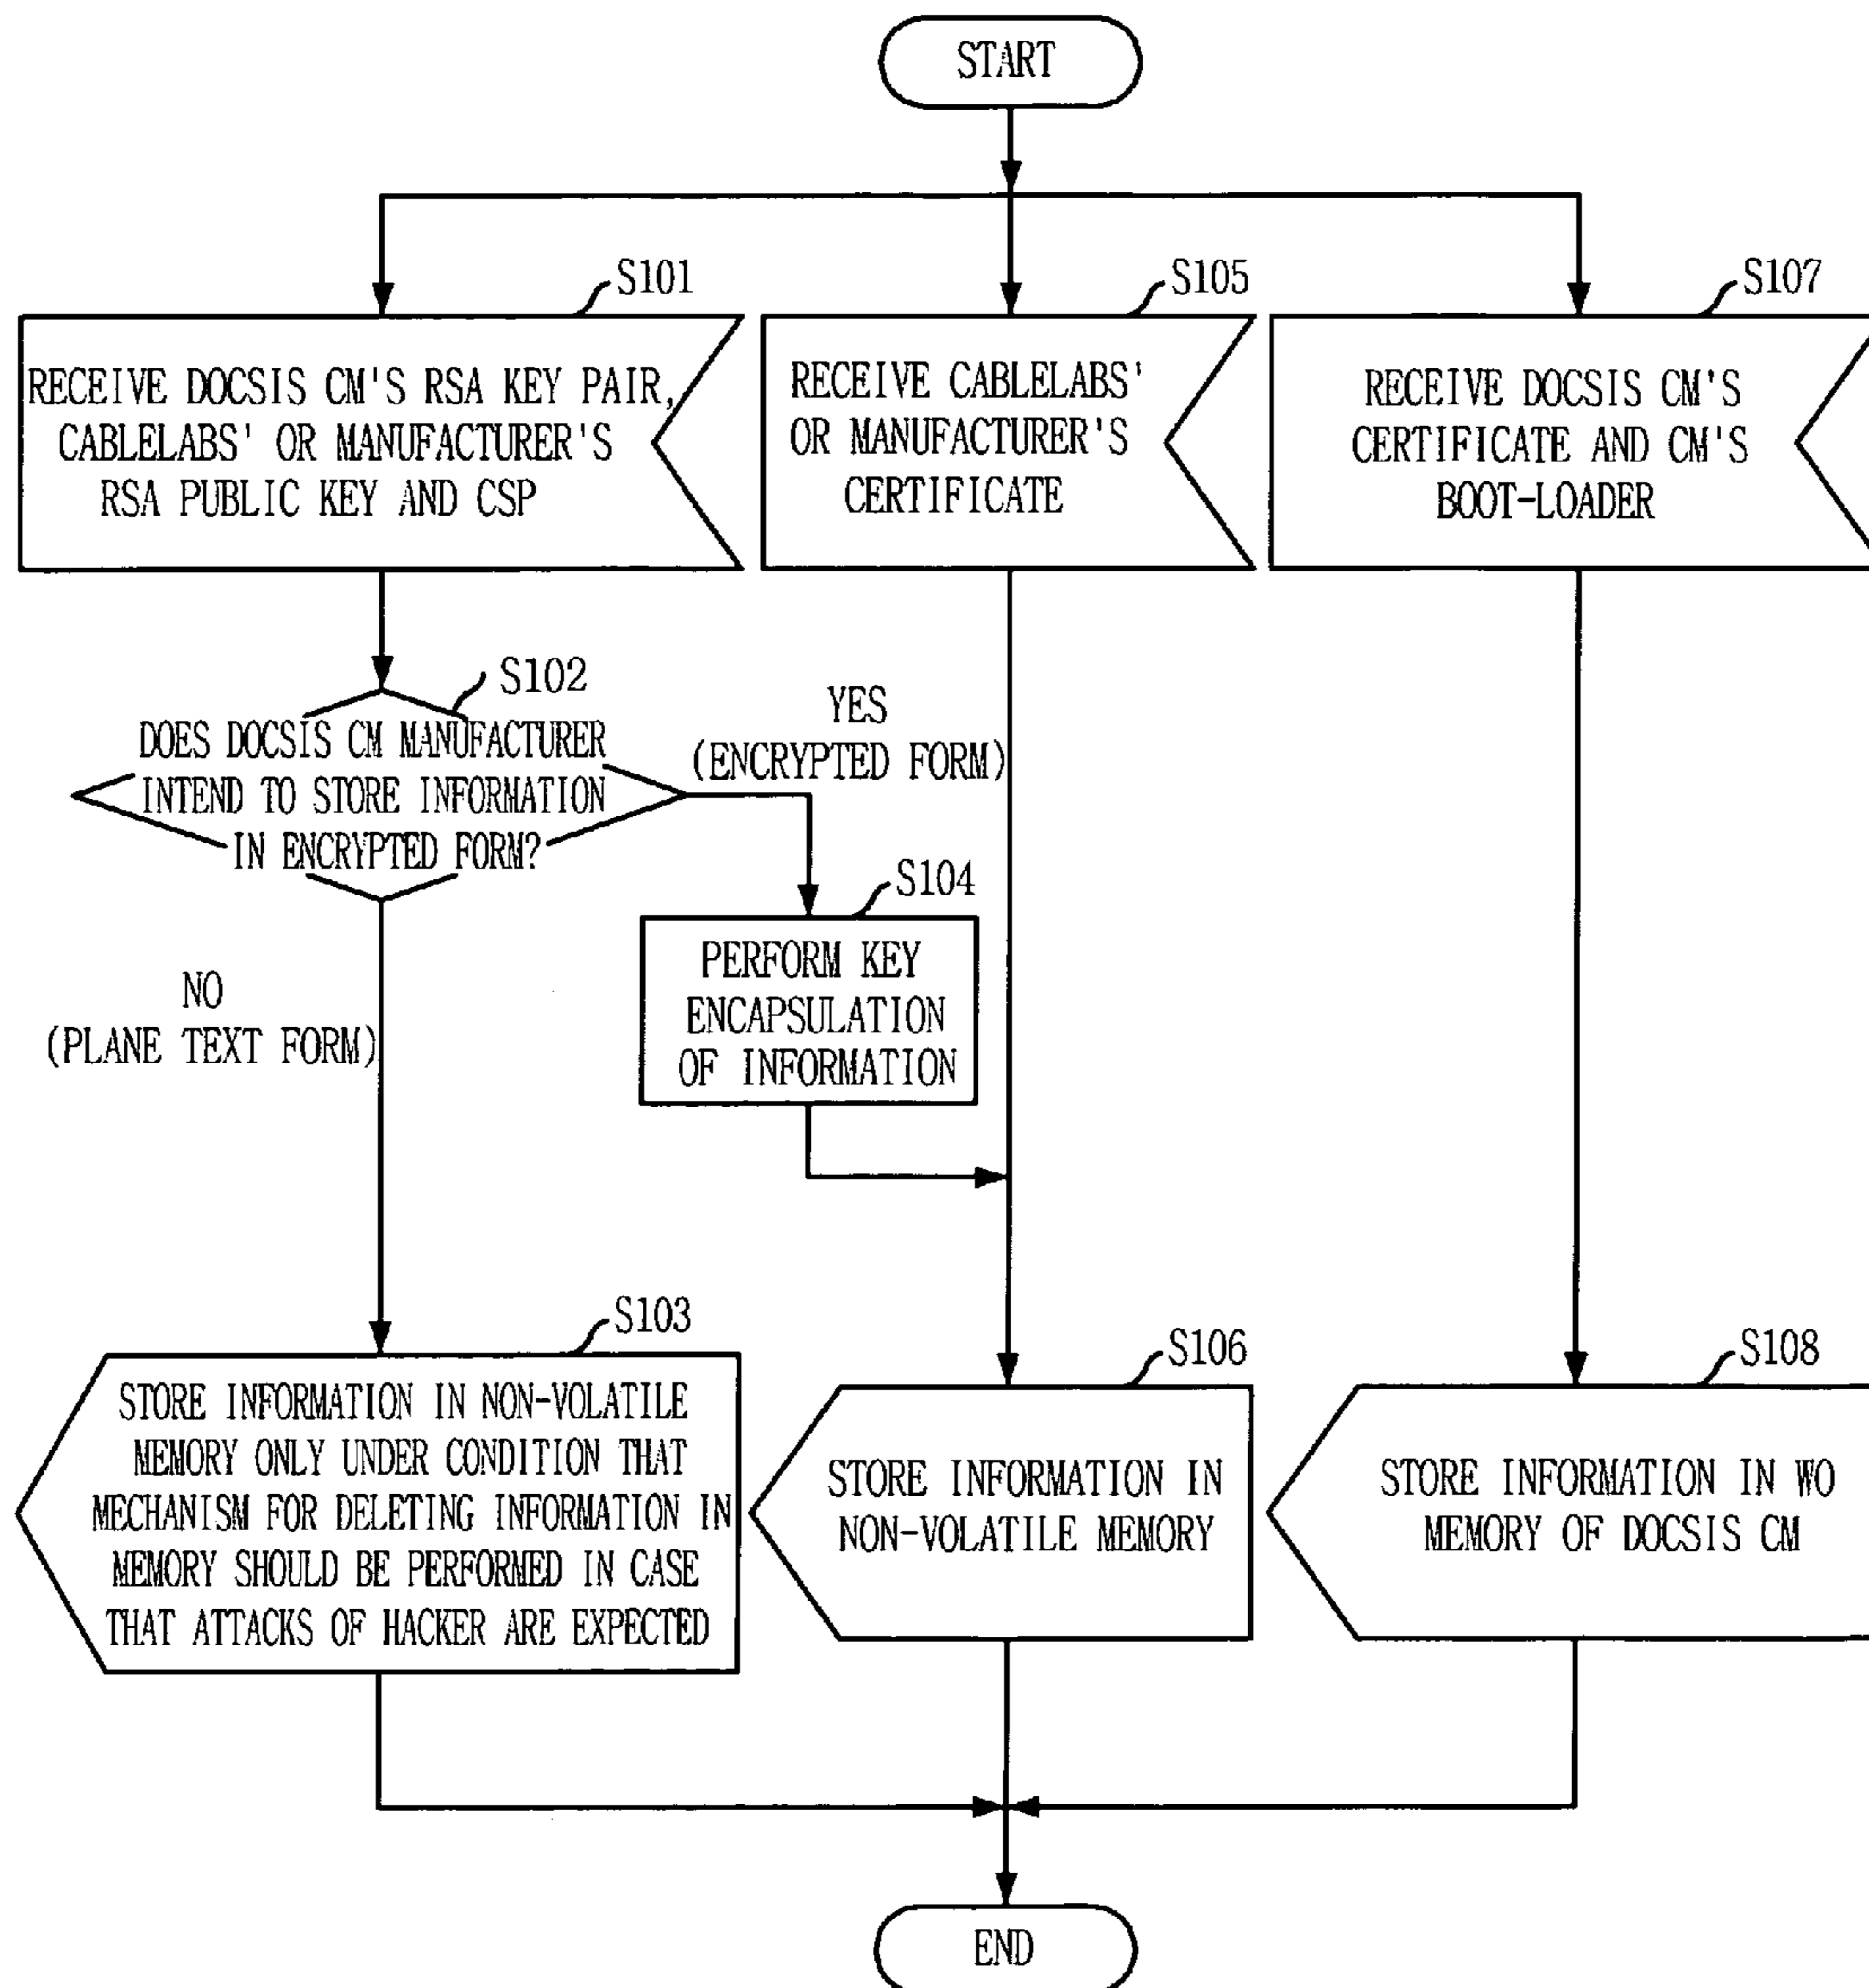 START
S101
RECEIVE DOCSIS CM'S RSA KEY PAIR,
CABLELABS' OR MANUFACTURER'S
RSA PUBLIC KEY AND CSP
S105
RECEIVE CABLELABS'
OR MANUFACTURER'S
CERTIFICATE
S107
RECEIVE DOCSIS CM'S
CERTIFICATE AND CM'S
BOOT-LOADER
S102
DOES DOCSIS CM MANUFACTURER
INTEND TO STORE INFORMATION
IN ENCRYPTED FORM?
YES
(ENCRYPTED FORM)
S104
PERFORM KEY
ENCAPSULATION
OF INFORMATION
NO
(PLANE TEXT FORM)
S103
STORE INFORMATION IN NON-VOLATILE
MEMORY ONLY UNDER CONDITION THAT
MECHANISM FOR DELETING INFORMATION IN
MEMORY SHOULD BE PERFORMED IN CASE
THAT ATTACKS OF HACKER ARE EXPECTED
S106
STORE INFORMATION IN
NON-VOLATILE MEMORY
S108
STORE INFORMATION IN WO
MEMORY OF DOCSIS CM
END